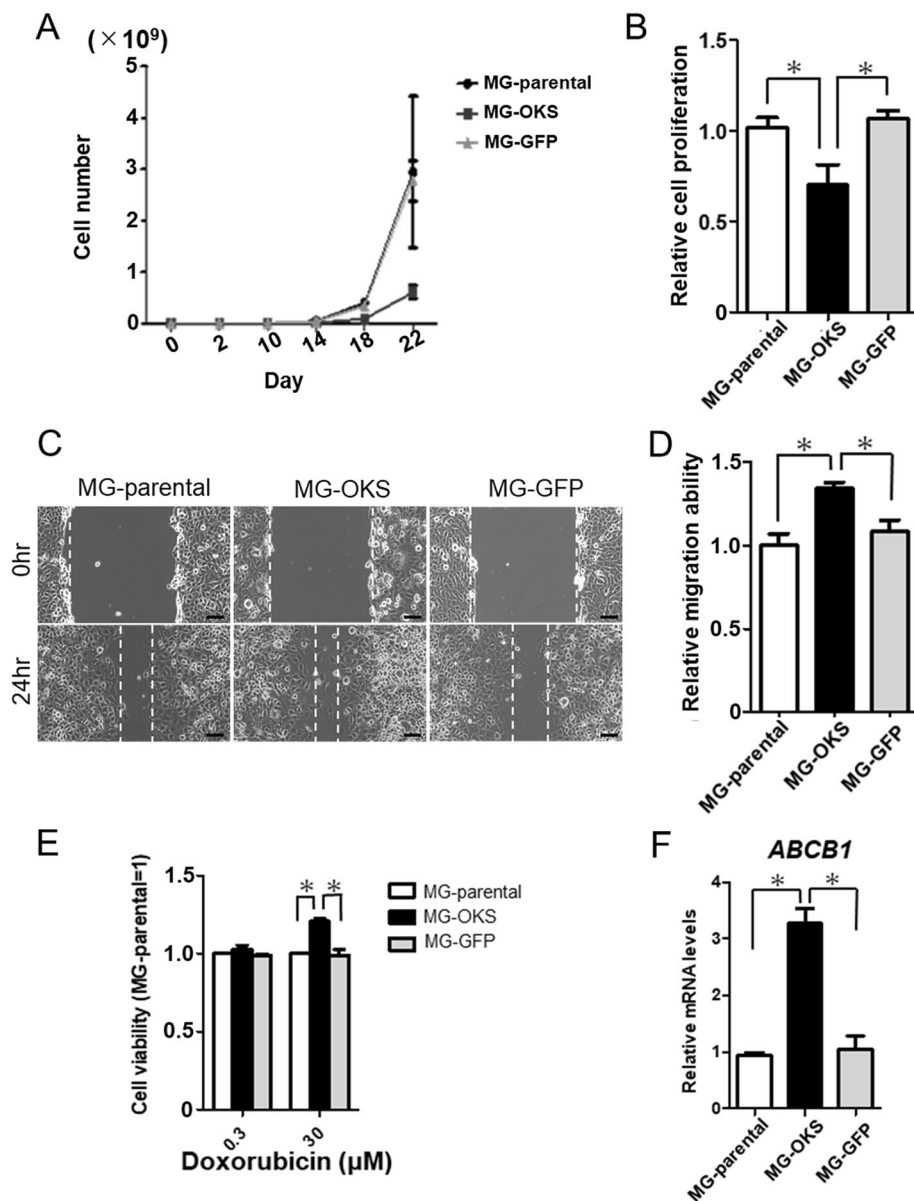 A
(×10⁹)
5
4
3
2
1
0
Cell number
0 2 10 14 18 22
Day
MG-parental
MG-OKS
MG-GFP
B
1.5
1.0
0.5
0
Relative cell proliferation
* *
MG-parental MG-OKS MG-GFP
C
MG-parental MG-OKS MG-GFP
0hr
24hr
D
1.5
1.0
0.5
0
Relative migration ability
* *
MG-parental MG-OKS MG-GFP
E
1.5
1.0
0.5
0
Cell viability (MG-parental=1)
* *
0.3 30
Doxorubicin (μM)
MG-parental
MG-OKS
MG-GFP
F
ABCB1
4
3
2
1
0
Relative mRNA levels
* *
MG-parental MG-OKS MG-GFP